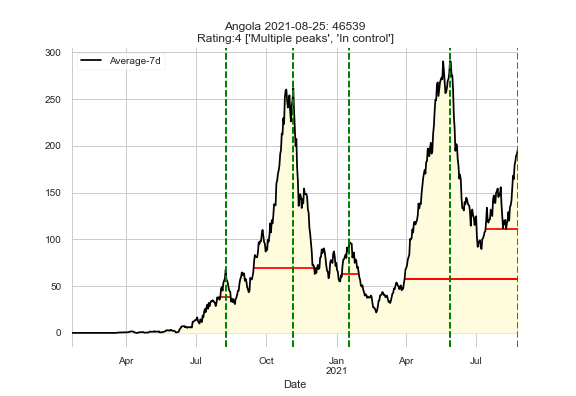 Angola 2021-08-25: 46539
Rating:4 ['Multiple peaks', 'In control']
300
Average-7d
250
200
150
100
50
0
Apr
Jul
Oct
Jan
2021
Apr
Jul
Date